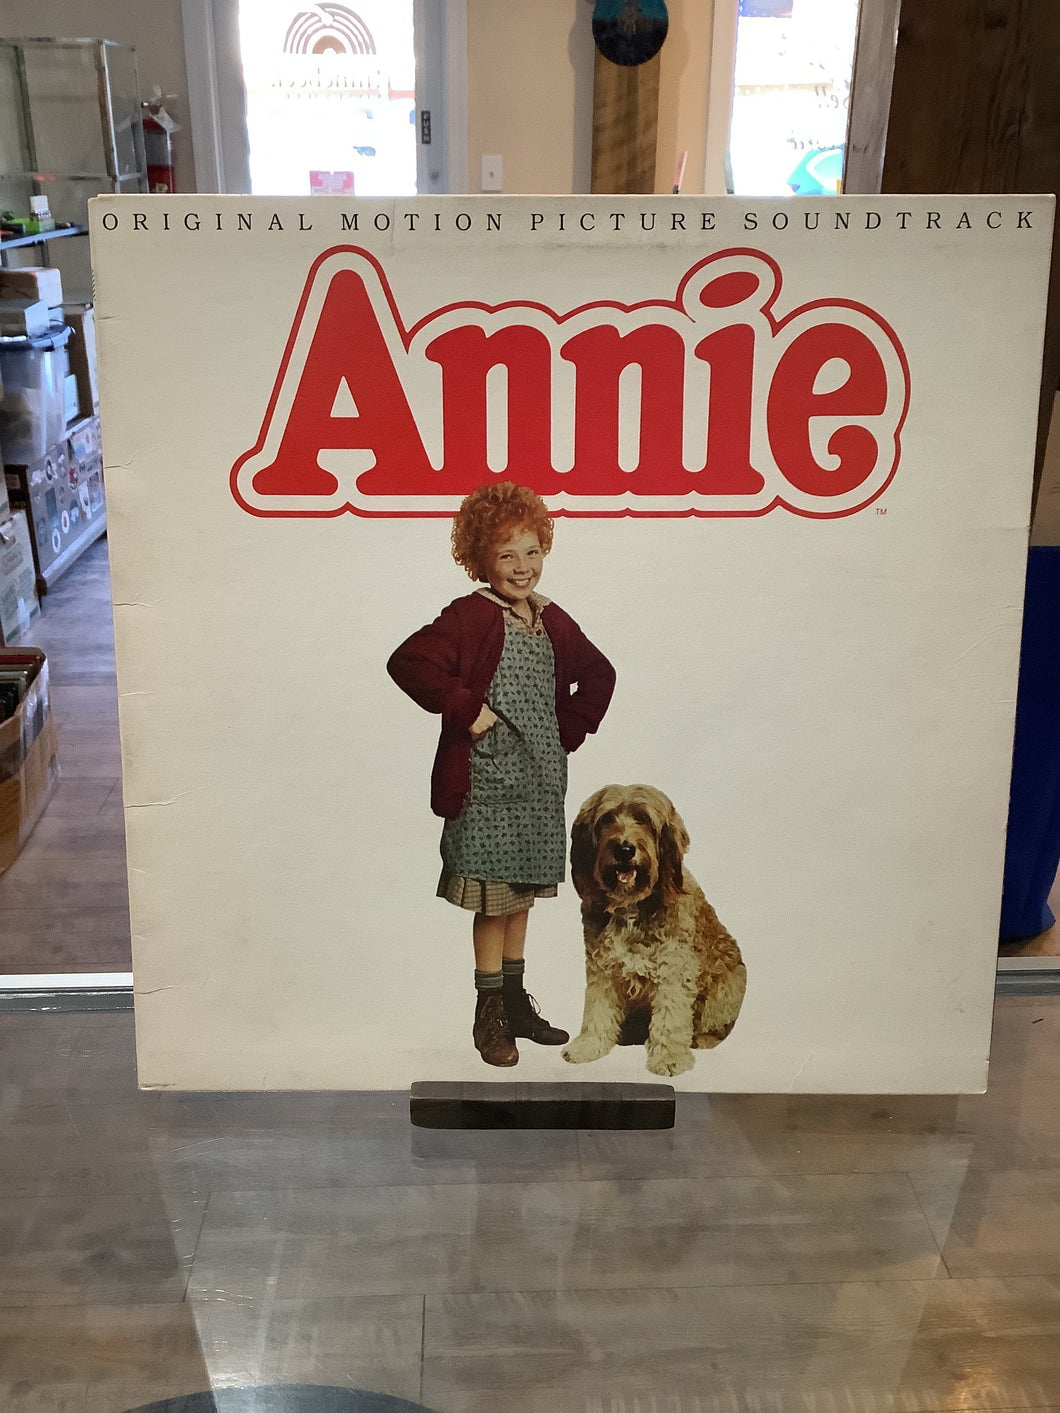 PUSH
ORIGINAL MOTION PICTURE SOUNDTRACK
Annie
TM